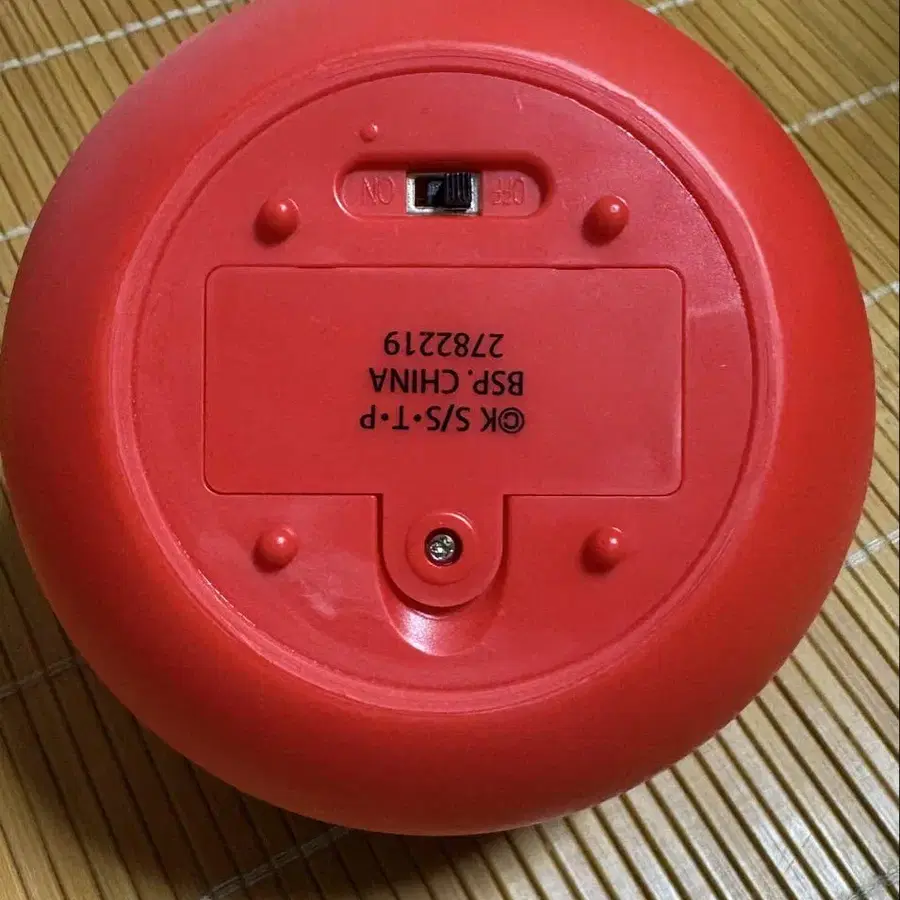 ©K S/S･T･P
BSP. CHINA
2782219
OFF
ON